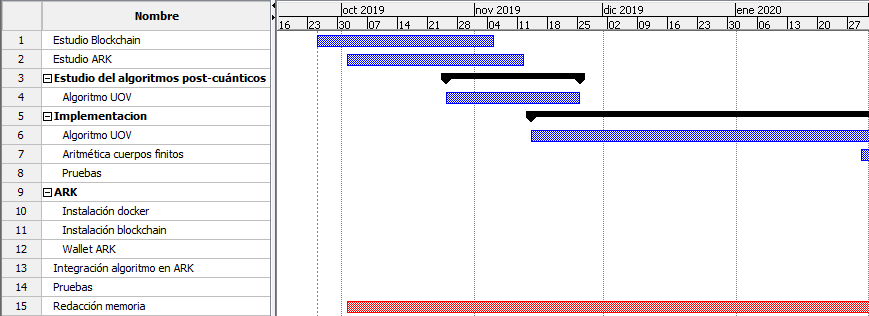 Nombre
oct 2019 nov 2019 dic 2019 ene 2020
16 23 30 07 14 21 28 04 11 18 25 02 09 16 23 30 06 13 20 27
1 Estudio Blockchain
2 Estudio ARK
3 Estudio del algoritmos post-cuánticos
4 Algoritmo UOV
5 Implementacion
6 Algoritmo UOV
7 Aritmética cuerpos finitos
8 Pruebas
9 ARK
10 Instalación docker
11 Instalación blockchain
12 Wallet ARK
13 Integración algoritmo en ARK
14 Pruebas
15 Redacción memoria